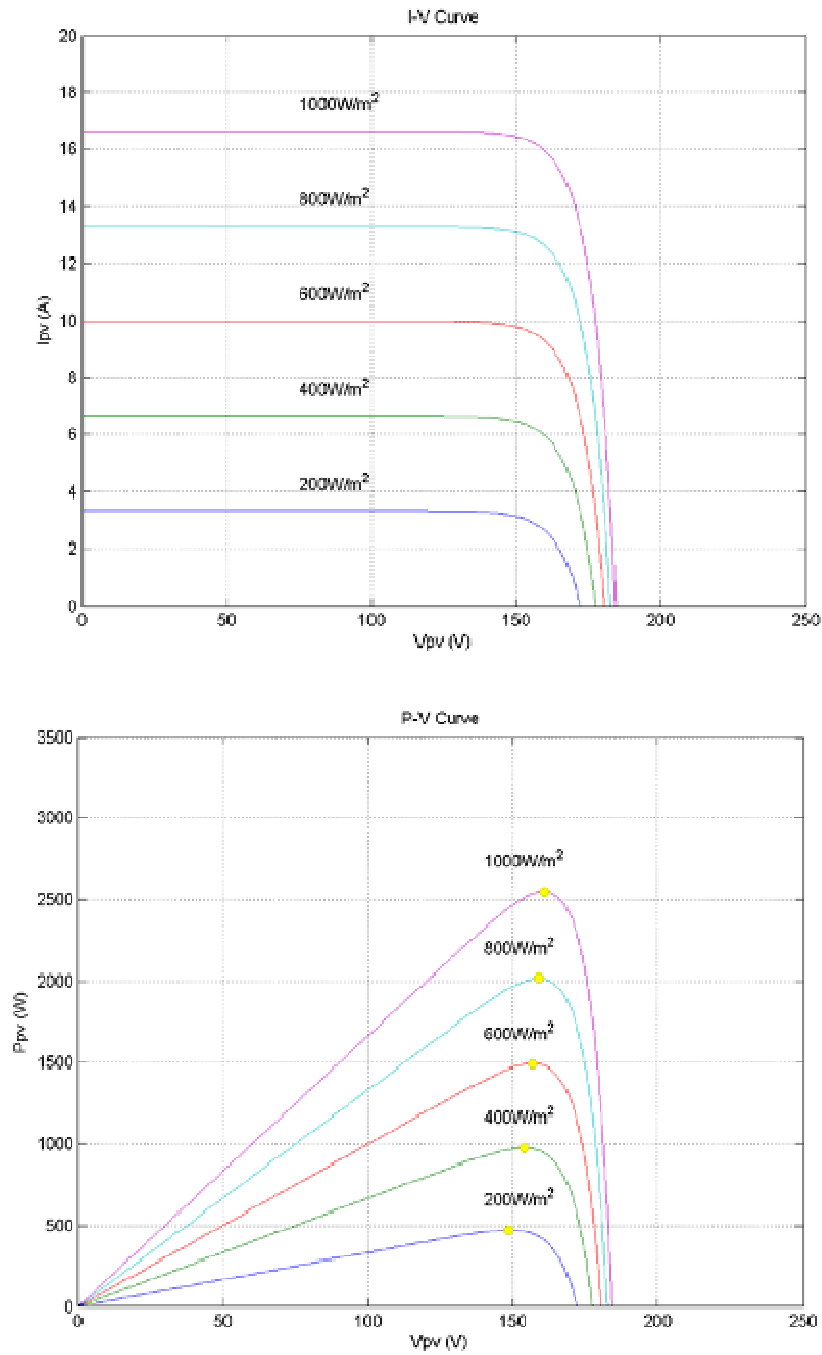 I-V Curve
20
18
16
14
12
10
8
6
4
2
0
1000W/m²
800W/m²
600W/m²
400W/m²
200W/m²
Ipv (A)
0 50 100 150 200 250
Vpv (V)
P-V Curve
3500
3000
2500
2000
1500
1000
500
0
1000W/m²
800W/m²
600W/m²
400W/m²
200W/m²
Ppv (W)
0 50 100 150 200 250
Vpv (V)